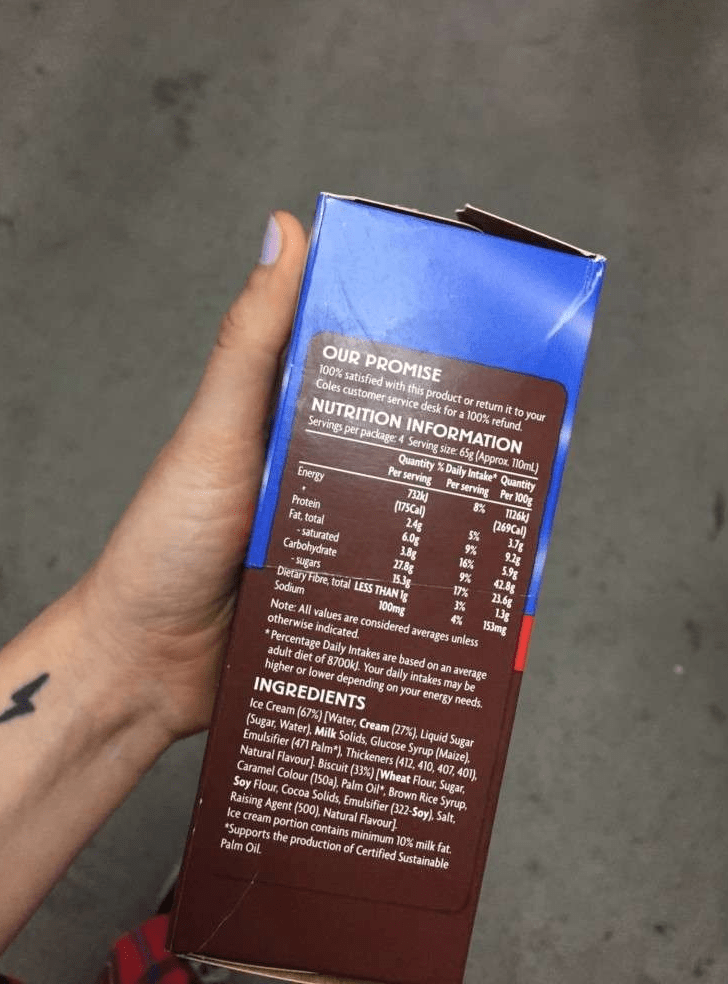 OUR PROMISE
100% satisfied with this product or return it to your
Coles customer service desk for a 100% refund.
NUTRITION INFORMATION
Servings per package: 4 Serving size: 65g (Approx. 110mL)
Quantity % Daily Intake* Quantity
Per serving Per serving Per 100g
Energy 732kJ 8% 1126kJ
(175Cal) (269Cal)
Protein 2.4g 5% 3.7g
Fat, total 6.0g 9% 9.2g
- saturated 3.8g 16% 5.9g
Carbohydrate 27.8g 9% 42.8g
- sugars 15.3g 17% 23.6g
Dietary Fibre, total LESS THAN 1g 3% 1.3g
Sodium 100mg 4% 153mg
Note: All values are considered averages unless
otherwise indicated.
*Percentage Daily Intakes are based on an average
adult diet of 8700kJ. Your daily intakes may be
higher or lower depending on your energy needs.
INGREDIENTS
Ice Cream (67%) [Water, Cream (27%), Liquid Sugar
(Sugar, Water), Milk Solids, Glucose Syrup (Maize),
Emulsifier (471 Palm*), Thickeners (412, 410, 407, 401),
Natural Flavour]. Biscuit (33%) [Wheat Flour, Sugar,
Caramel Colour (150a), Palm Oil*, Brown Rice Syrup,
Soy Flour, Cocoa Solids, Emulsifier (322-Soy), Salt,
Raising Agent (500), Natural Flavour].
Ice cream portion contains minimum 10% milk fat.
*Supports the production of Certified Sustainable
Palm Oil.